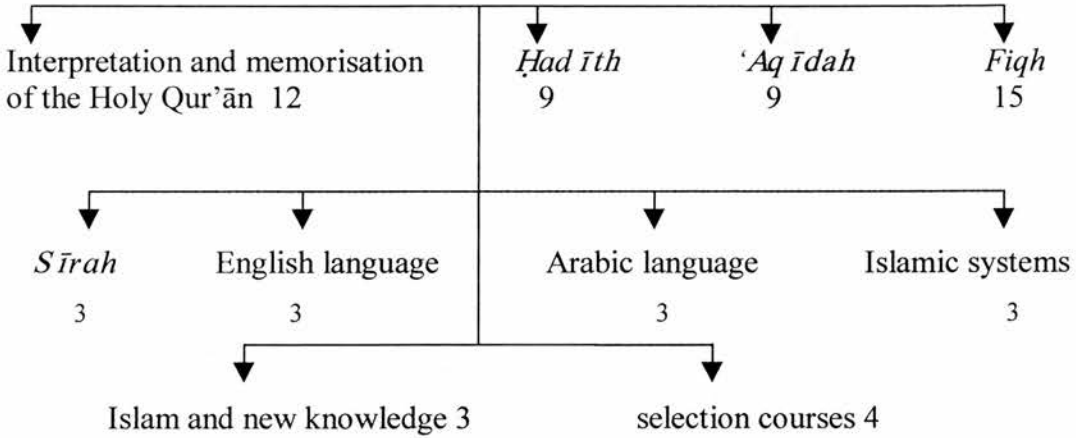 Interpretation and memorisation
of the Holy Qur’ān 12
Ḥadīth
9
‘Aqīdah
9
Fiqh
15
Sīrah
3
English language
3
Arabic language
3
Islamic systems
3
Islam and new knowledge 3
selection courses 4